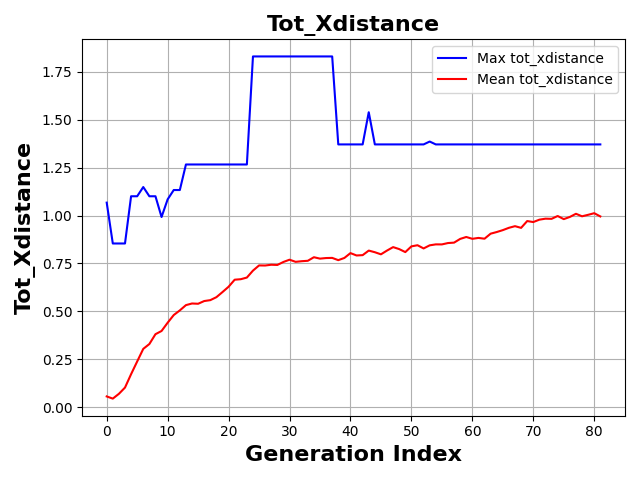 Tot_Xdistance
Max tot_xdistance
Mean tot_xdistance
Tot_Xdistance
1.75
1.50
1.25
1.00
0.75
0.50
0.25
0.00
0 10 20 30 40 50 60 70 80
Generation Index